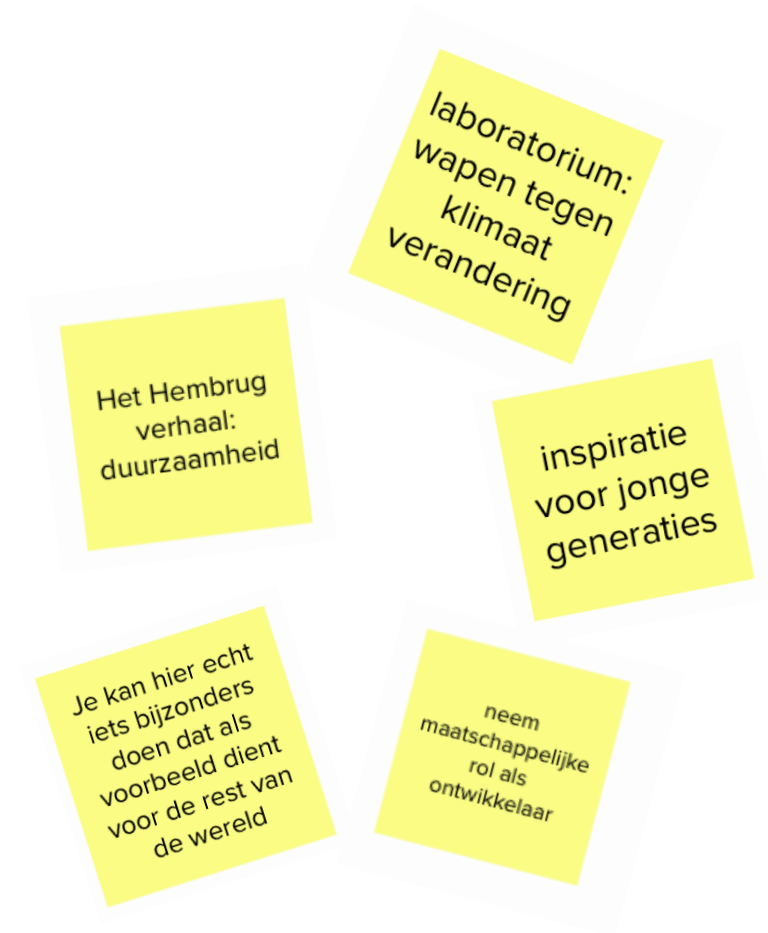 laboratorium:
wapen tegen
klimaat
verandering
Het Hembrug
verhaal:
duurzaamheid
inspiratie
voor jonge
generaties
Je kan hier echt
iets bijzonders
doen dat als
voorbeeld dient
voor de rest van
de wereld
neem
maatschappelijke
rol als
ontwikkelaar